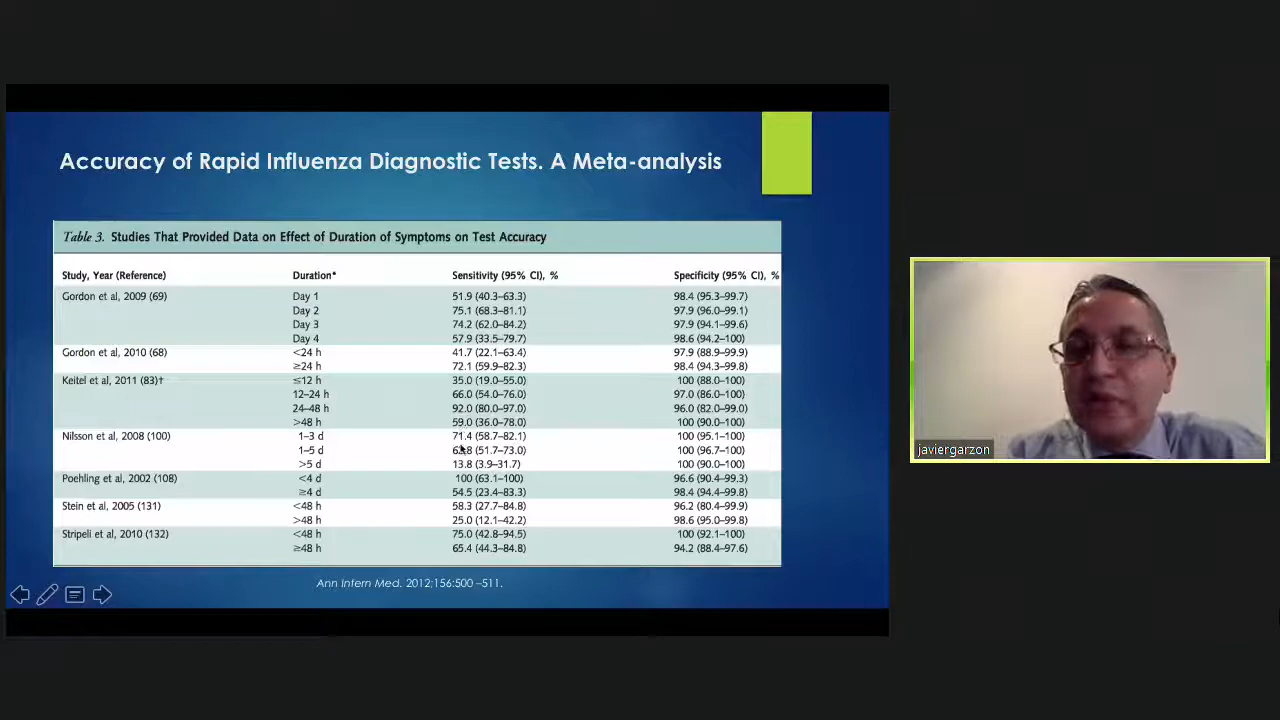 Accuracy of Rapid Influenza Diagnostic Tests. A Meta-analysis
Table 3. Studies That Provided Data on Effect of Duration of Symptoms on Test Accuracy
Study, Year (Reference) Duration* Sensitivity (95% CI), % Specificity (95% CI), %
Gordon et al, 2009 (69) Day 1 51.9 (40.3–63.3) 98.4 (95.3–99.7)
Day 2 75.1 (68.3–81.1) 97.9 (96.0–99.1)
Day 3 74.2 (62.0–84.2) 97.9 (94.1–99.6)
Day 4 57.9 (33.5–79.7) 98.6 (94.2–100)
Gordon et al, 2010 (68) <24 h 41.7 (22.1–63.4) 97.9 (88.9–99.9)
≥24 h 72.1 (59.9–82.3) 98.4 (94.3–99.8)
Keitel et al, 2011 (83)† ≤12 h 35.0 (19.0–55.0) 100 (88.0–100)
12–24 h 66.0 (54.0–76.0) 97.0 (86.0–100)
24–48 h 92.0 (80.0–97.0) 96.0 (82.0–99.0)
>48 h 59.0 (36.0–78.0) 100 (90.0–100)
Nilsson et al, 2008 (100) 1–3 d 71.4 (58.7–82.1) 100 (95.1–100)
1–5 d (51.7–73.0) 100 (96.7–100)
>5 d 13.8 (3.9–31.7) 100 (90.0–100)
Poehling et al, 2002 (108) <4 d 100 (63.1–100) 96.6 (90.4–99.3)
≥4 d 54.5 (23.4–83.3) 98.4 (94.4–99.8)
Stein et al, 2005 (131) <48 h 58.3 (27.7–84.8) 96.2 (80.4–99.9)
>48 h 25.0 (12.1–42.2) 98.6 (95.0–99.8)
Stripeli et al, 2010 (132) <48 h 75.0 (42.8–94.5) 100 (92.1–100)
≥48 h 65.4 (44.3–84.8) 94.2 (88.4–97.6)
Ann Intern Med. 2012;156:500 –511.
javiergarzon